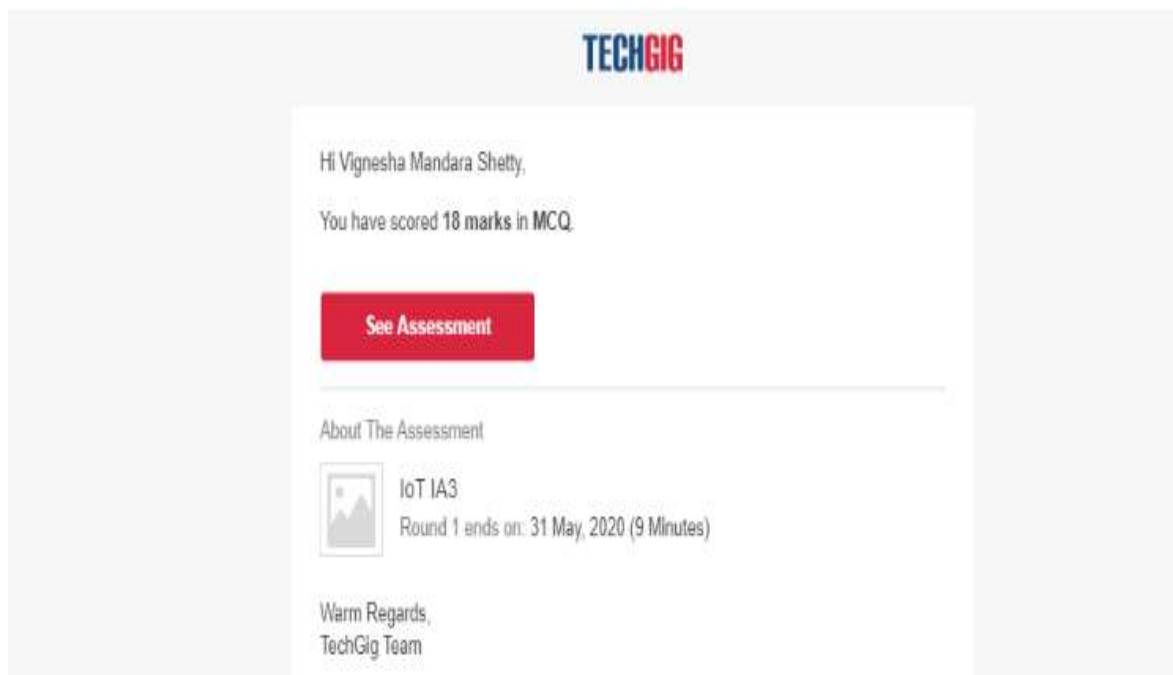 TECHGIG
Hi Vignesha Mandara Shetty,
You have scored 18 marks in MCQ.
See Assessment
About The Assessment
IoT IA3
Round 1 ends on: 31 May, 2020 (9 Minutes)
Warm Regards,
TechGig Team